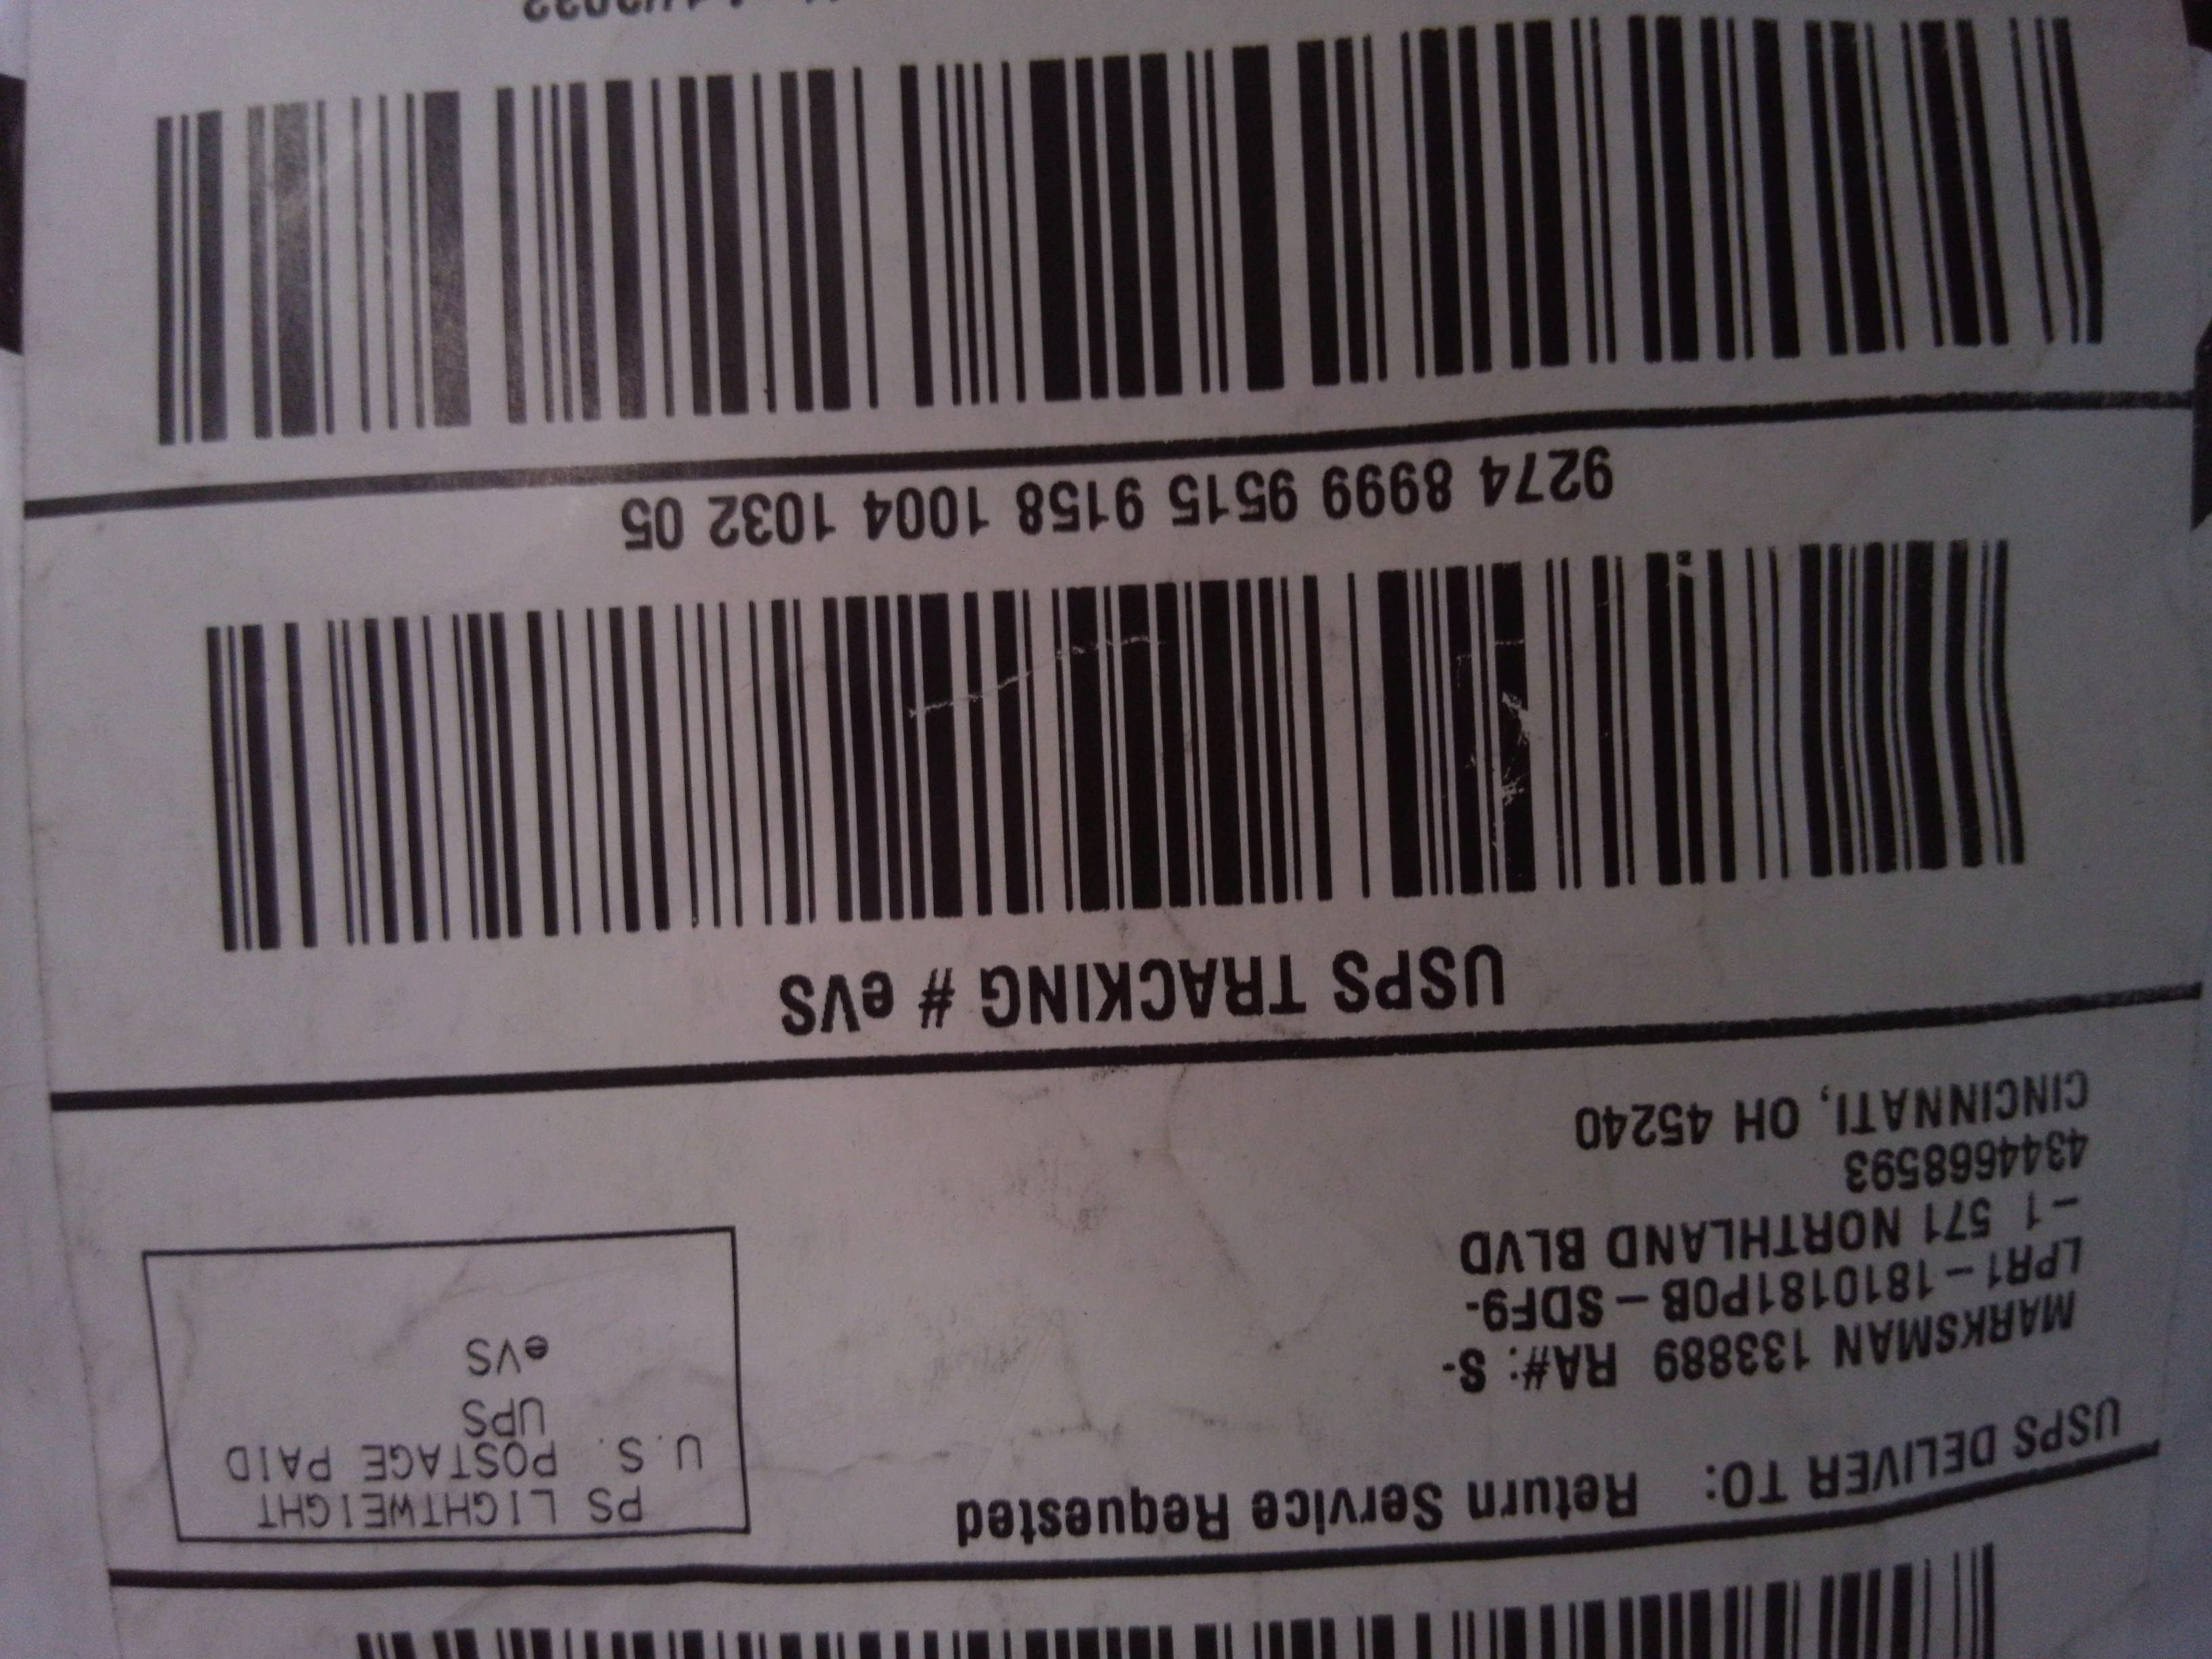 USPS DELIVER TO: Return Service Requested
PS LIGHTWEIGHT
U.S. POSTAGE PAID
UPS
eVS
MARKSMAN 133889 RA#: S-
LPR1-1810181P0B-SDF9-
-1 571 NORTHLAND BLVD
4344668593
CINCINNATI, OH 45240
USPS TRACKING # eVS
9274 8999 9515 9158 1004 1032 05